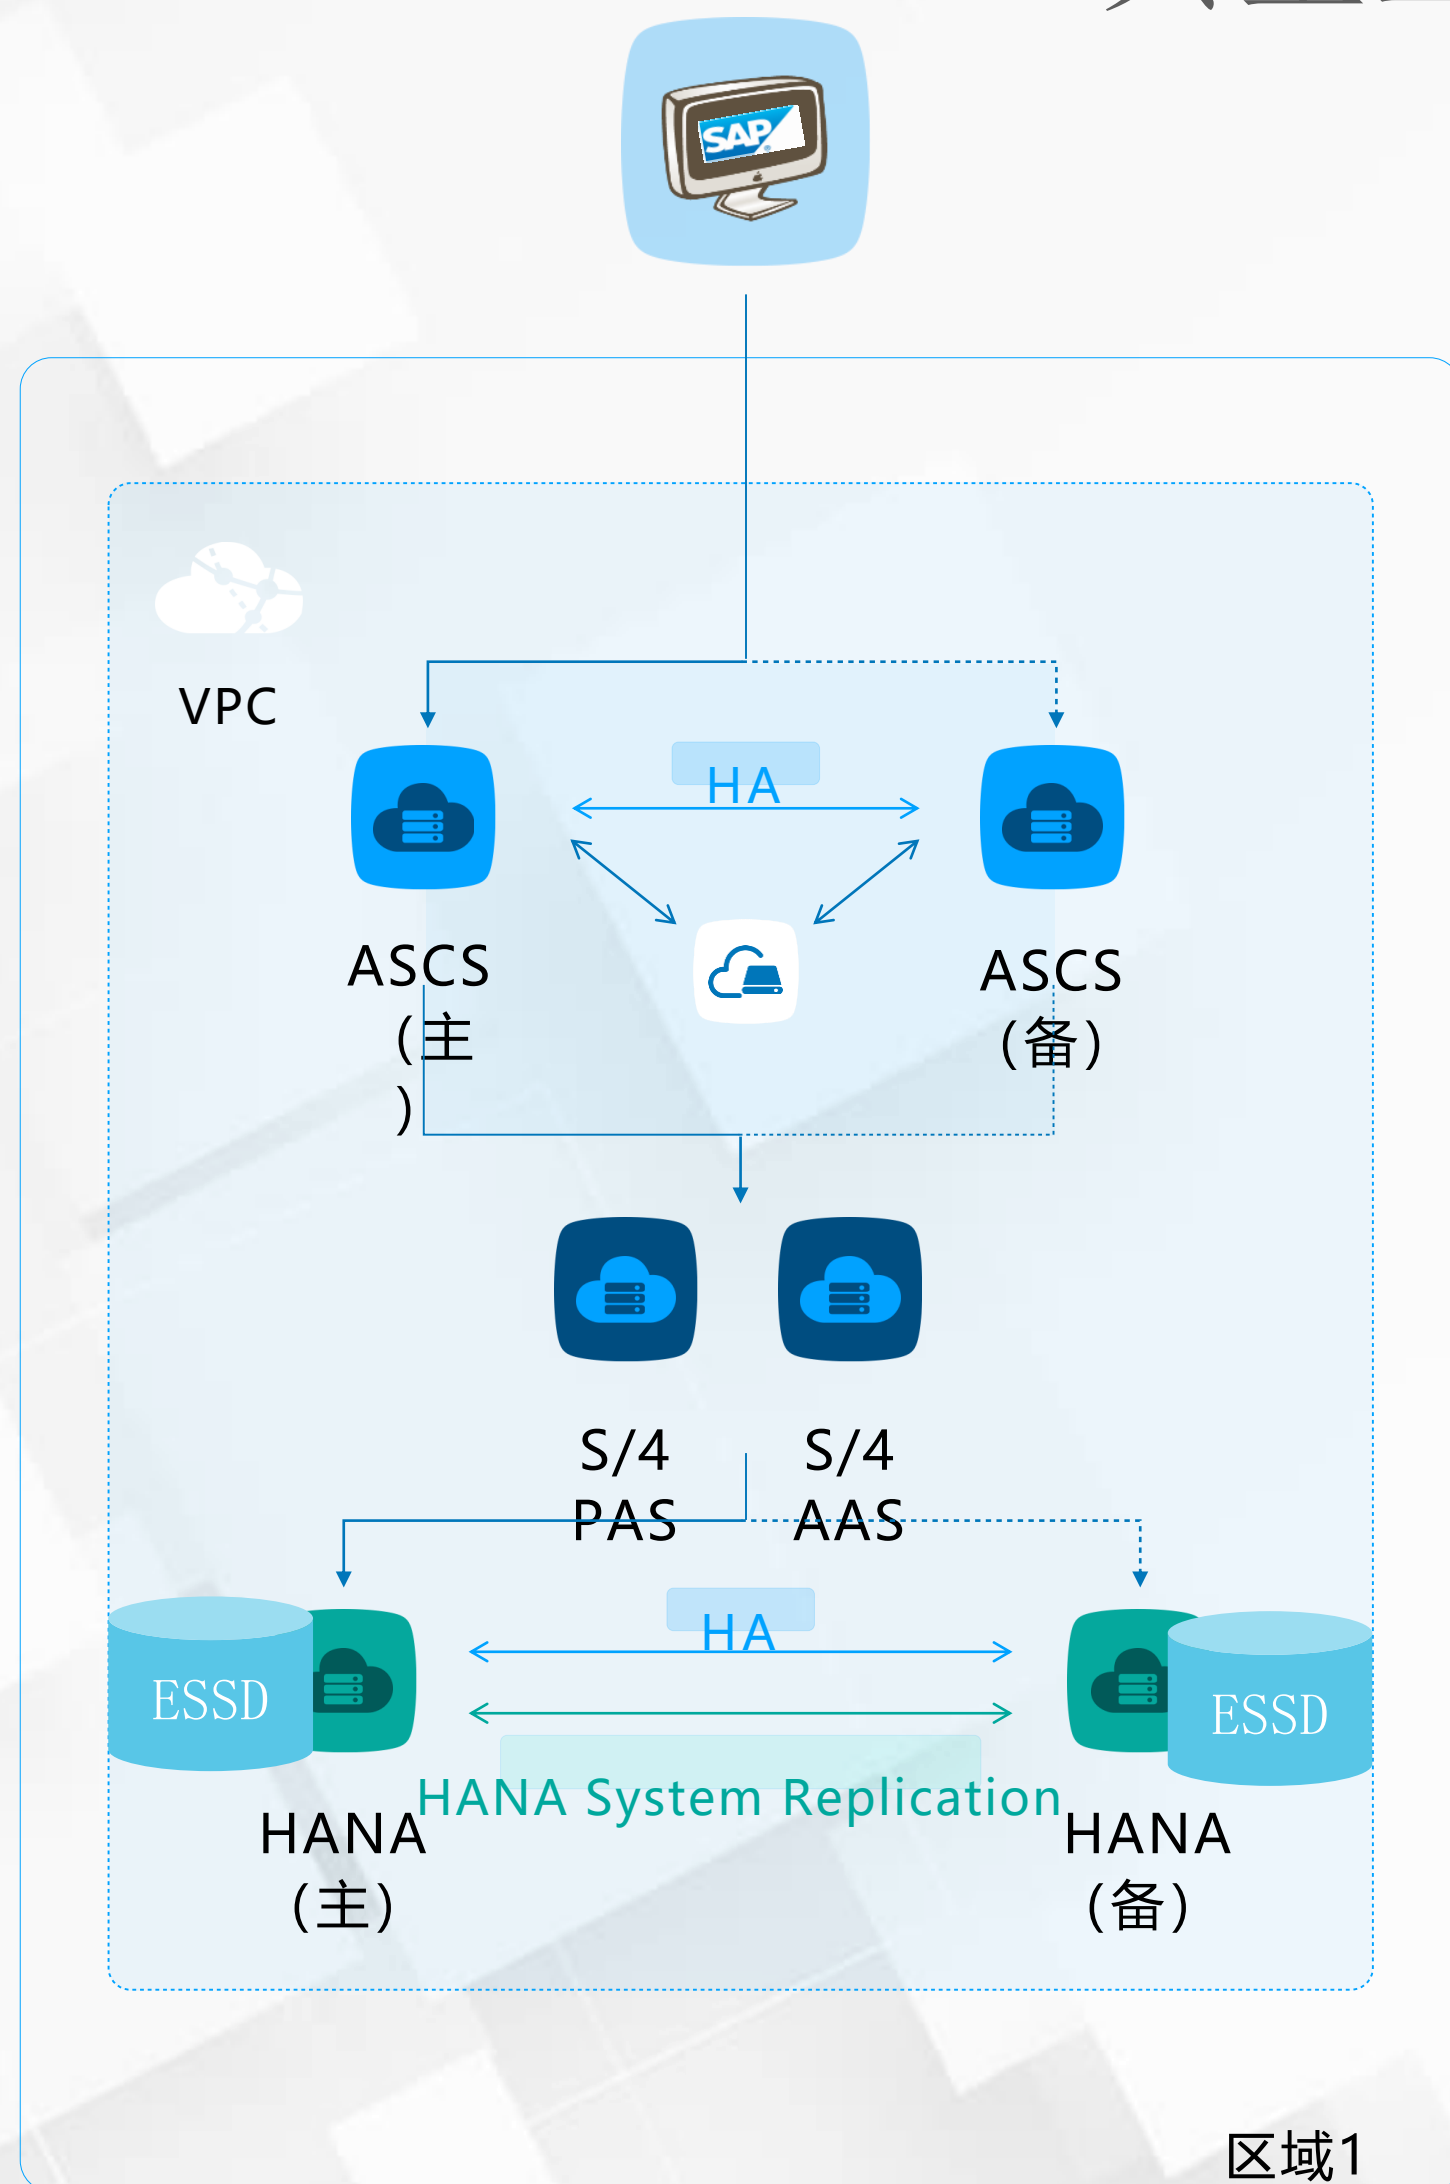 SAP
VPC
HA
ASCS
(主
)
ASCS
(备)
S/4
PAS
S/4
AAS
HA
ESSD
ESSD
HANA System Replication
HANA
(主)
HANA
(备)
区域1